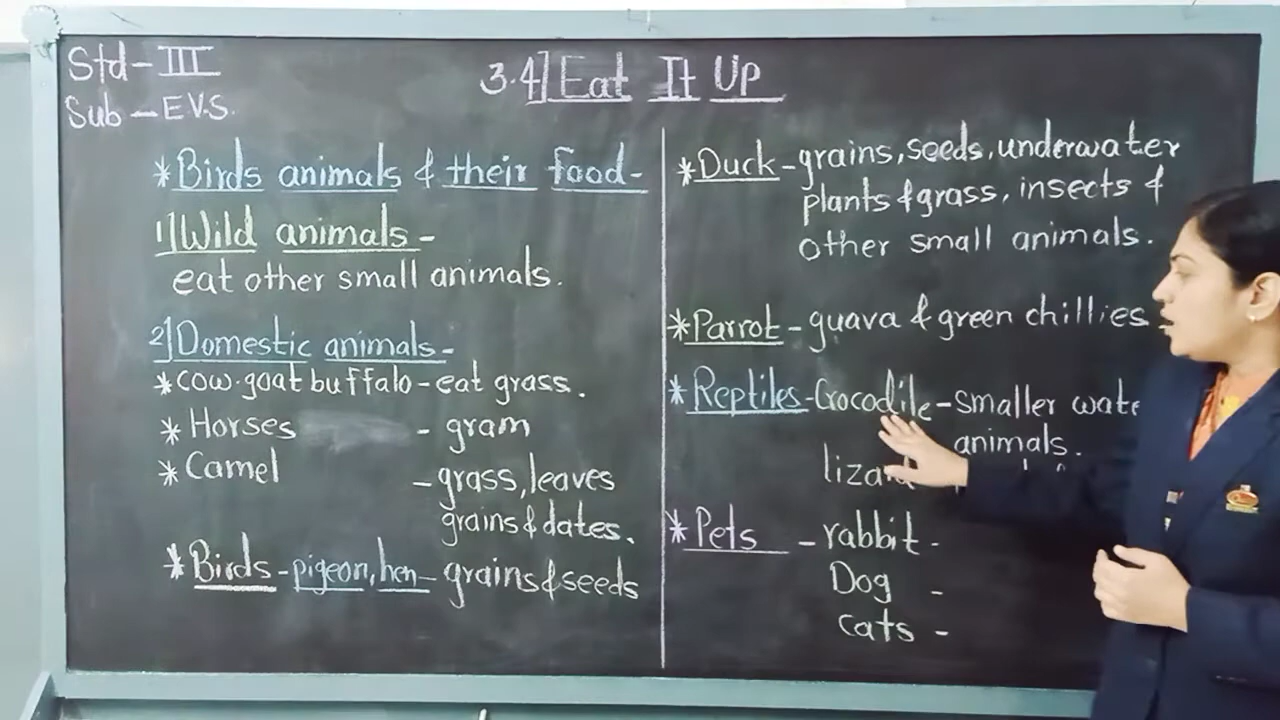 Std - III
Sub - E.V.S.
3.4] Eat It Up
* Birds animals & their food -
1] Wild animals -
eat other small animals.
2] Domestic animals -
* cow.goat buffalo - eat grass.
* Horses - gram
* Camel - grass, leaves
grains & dates.
* Birds - pigeon, hen - grains & seeds
* Duck - grains, seeds, underwater
plants & grass, insects &
other small animals.
* Parrot - guava & green chillies
* Reptiles - Crocodile - smaller
animals.
* Pets - rabbit -
Dog -
cats -